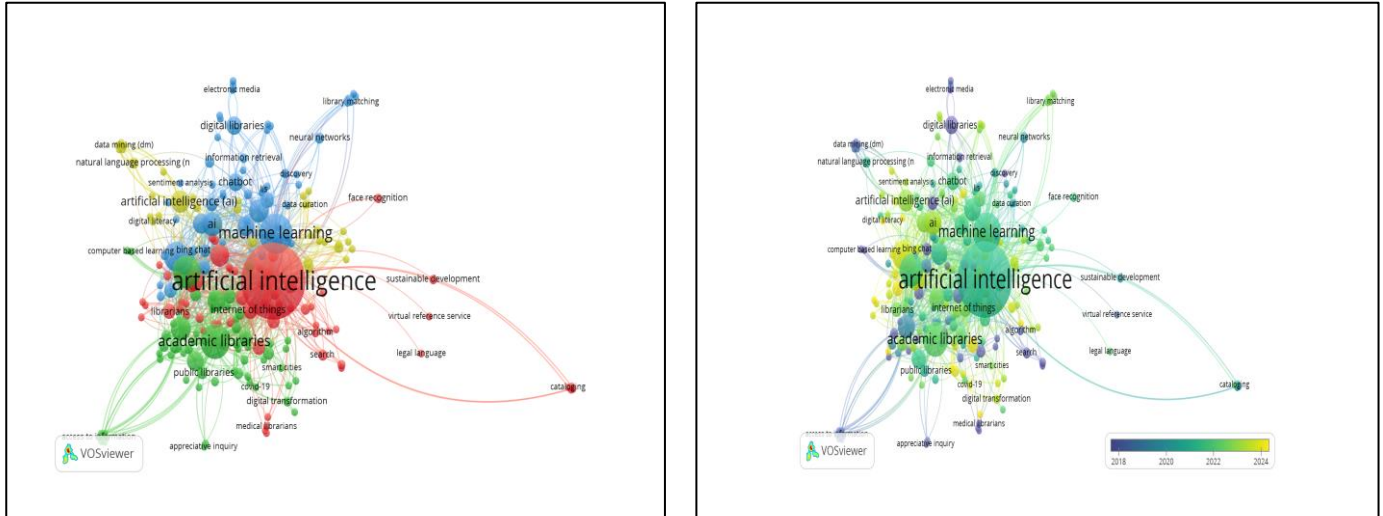 electronic media
library matching
digital libraries
neural networks
data mining (dm)
information retrieval
natural language processing (n
discovery
sentiment analysis
chatbot
face recognition
artificial intelligence (ai)
data curation
digital literacy
ai
machine learning
computer based learning
bing chat
artificial intelligence
sustainable development
librarians
internet of things
virtual reference service
algorithm
academic libraries
search
legal language
public libraries
smart cities
covid-19
cataloging
digital transformation
medical librarians
appreciative inquiry
VOSviewer
electronic media
library matching
digital libraries
neural networks
data mining (dm)
information retrieval
natural language processing (n
discovery
sentiment analysis
chatbot
face recognition
artificial intelligence (ai)
data curation
digital literacy
ai
machine learning
computer based learning
bing chat
artificial intelligence
sustainable development
librarians
internet of things
virtual reference service
algorithm
academic libraries
search
legal language
public libraries
smart cities
covid-19
cataloging
digital transformation
medical librarians
appreciative inquiry
VOSviewer
2018 2020 2022 2024